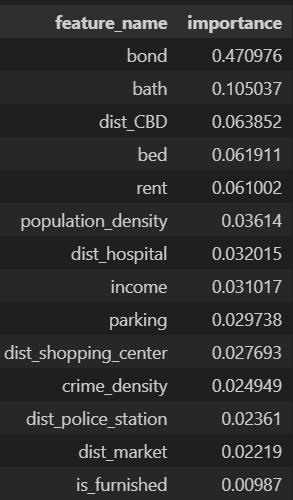 feature_name importance
bond 0.470976
bath 0.105037
dist_CBD 0.063852
bed 0.061911
rent 0.061002
population_density 0.03614
dist_hospital 0.032015
income 0.031017
parking 0.029738
dist_shopping_center 0.027693
crime_density 0.024949
dist_police_station 0.02361
dist_market 0.02219
is_furnished 0.00987